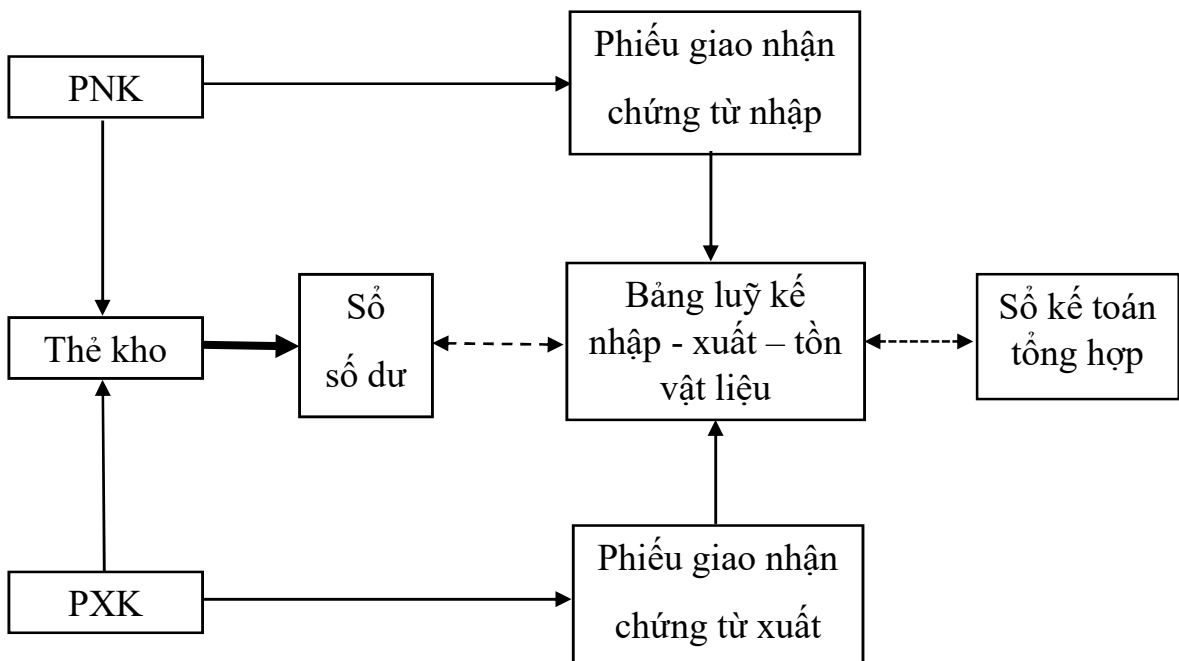 PNK
Phiếu giao nhận
chứng từ nhập
Thẻ kho
Sổ
số dư
Bảng luỹ kế
nhập - xuất – tồn
vật liệu
Sổ kế toán
tổng hợp
PXK
Phiếu giao nhận
chứng từ xuất